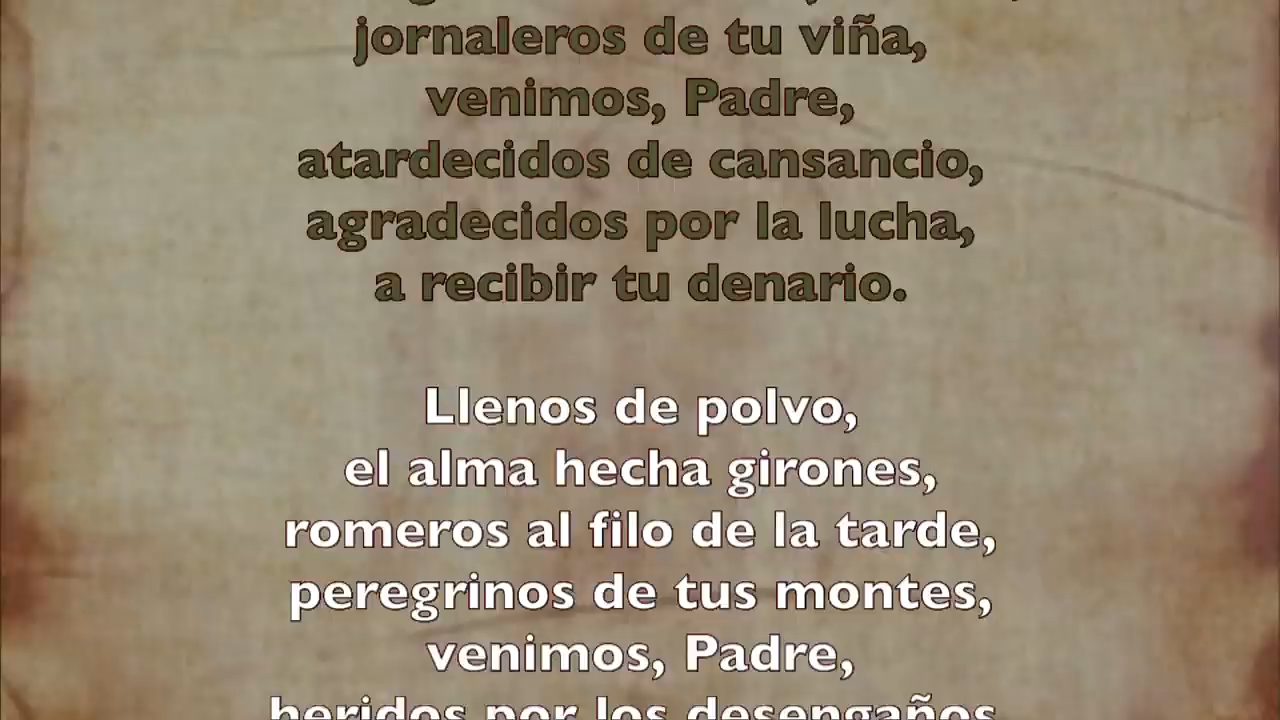 jornaleros de tu viña,
venimos, Padre,
atardecidos de cansancio,
agradecidos por la lucha,
a recibir tu denario.
Llenos de polvo,
el alma hecha girones,
romeros al filo de la tarde,
peregrinos de tus montes,
venimos, Padre,
heridos por los desengaños